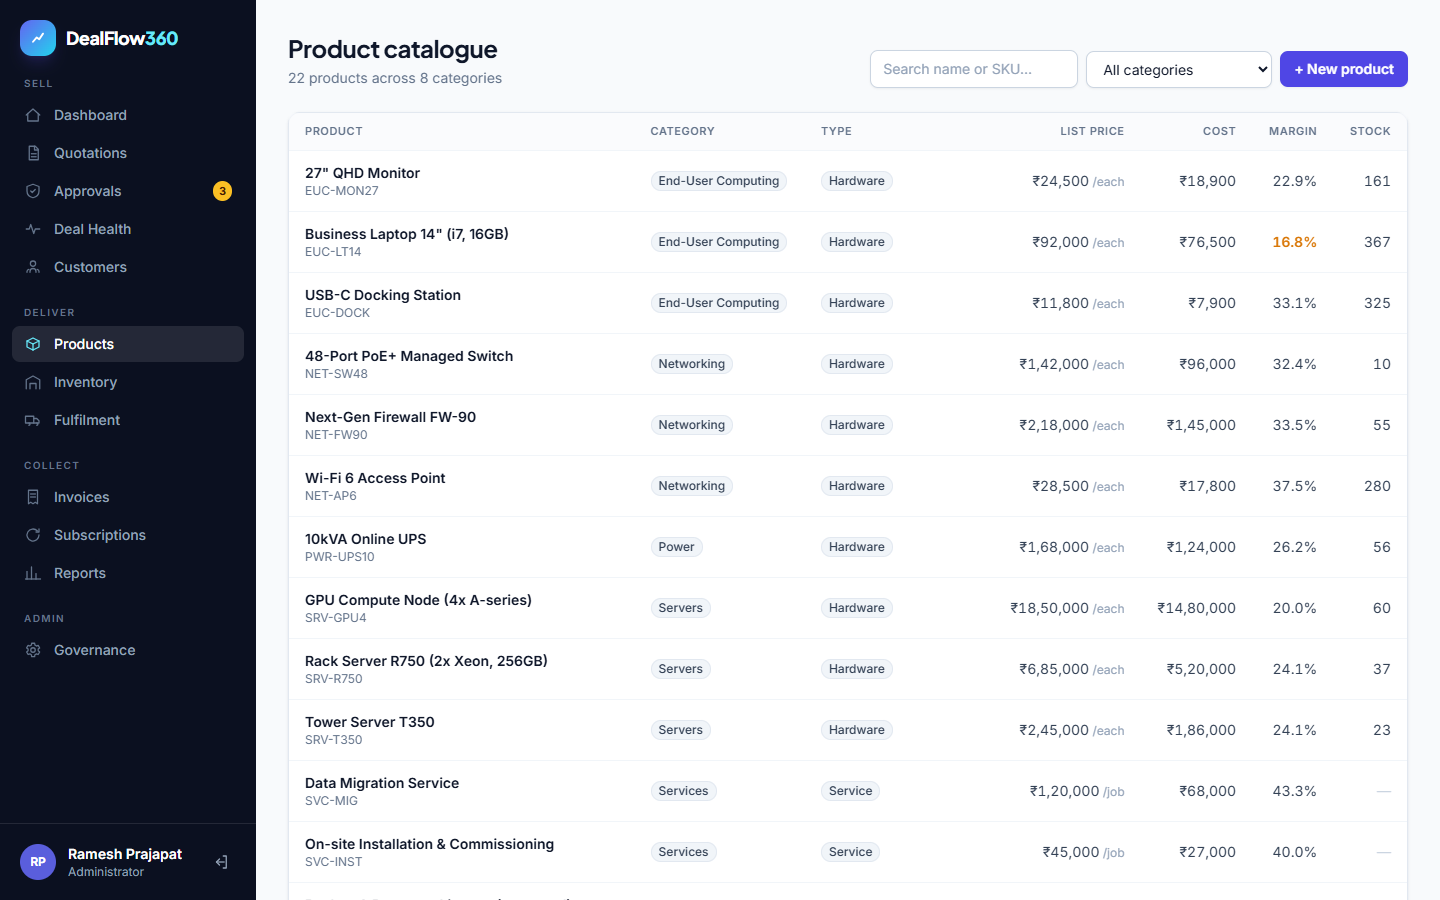 DealFlow360
SELL
Dashboard
Quotations
Approvals 3
Deal Health
Customers
DELIVER
Products
Inventory
Fulfilment
COLLECT
Invoices
Subscriptions
Reports
ADMIN
Governance
RP Ramesh Prajapat
Administrator
Product catalogue
22 products across 8 categories
Search name or SKU... All categories + New product
PRODUCT CATEGORY TYPE LIST PRICE COST MARGIN STOCK
27" QHD Monitor
EUC-MON27
End-User Computing Hardware ₹24,500 /each ₹18,900 22.9% 161
Business Laptop 14" (i7, 16GB)
EUC-LT14
End-User Computing Hardware ₹92,000 /each ₹76,500 16.8% 367
USB-C Docking Station
EUC-DOCK
End-User Computing Hardware ₹11,800 /each ₹7,900 33.1% 325
48-Port PoE+ Managed Switch
NET-SW48
Networking Hardware ₹1,42,000 /each ₹96,000 32.4% 10
Next-Gen Firewall FW-90
NET-FW90
Networking Hardware ₹2,18,000 /each ₹1,45,000 33.5% 55
Wi-Fi 6 Access Point
NET-AP6
Networking Hardware ₹28,500 /each ₹17,800 37.5% 280
10kVA Online UPS
PWR-UPS10
Power Hardware ₹1,68,000 /each ₹1,24,000 26.2% 56
GPU Compute Node (4x A-series)
SRV-GPU4
Servers Hardware ₹18,50,000 /each ₹14,80,000 20.0% 60
Rack Server R750 (2x Xeon, 256GB)
SRV-R750
Servers Hardware ₹6,85,000 /each ₹5,20,000 24.1% 37
Tower Server T350
SRV-T350
Servers Hardware ₹2,45,000 /each ₹1,86,000 24.1% 23
Data Migration Service
SVC-MIG
Services Service ₹1,20,000 /job ₹68,000 43.3% —
On-site Installation & Commissioning
SVC-INST
Services Service ₹45,000 /job ₹27,000 40.0% —